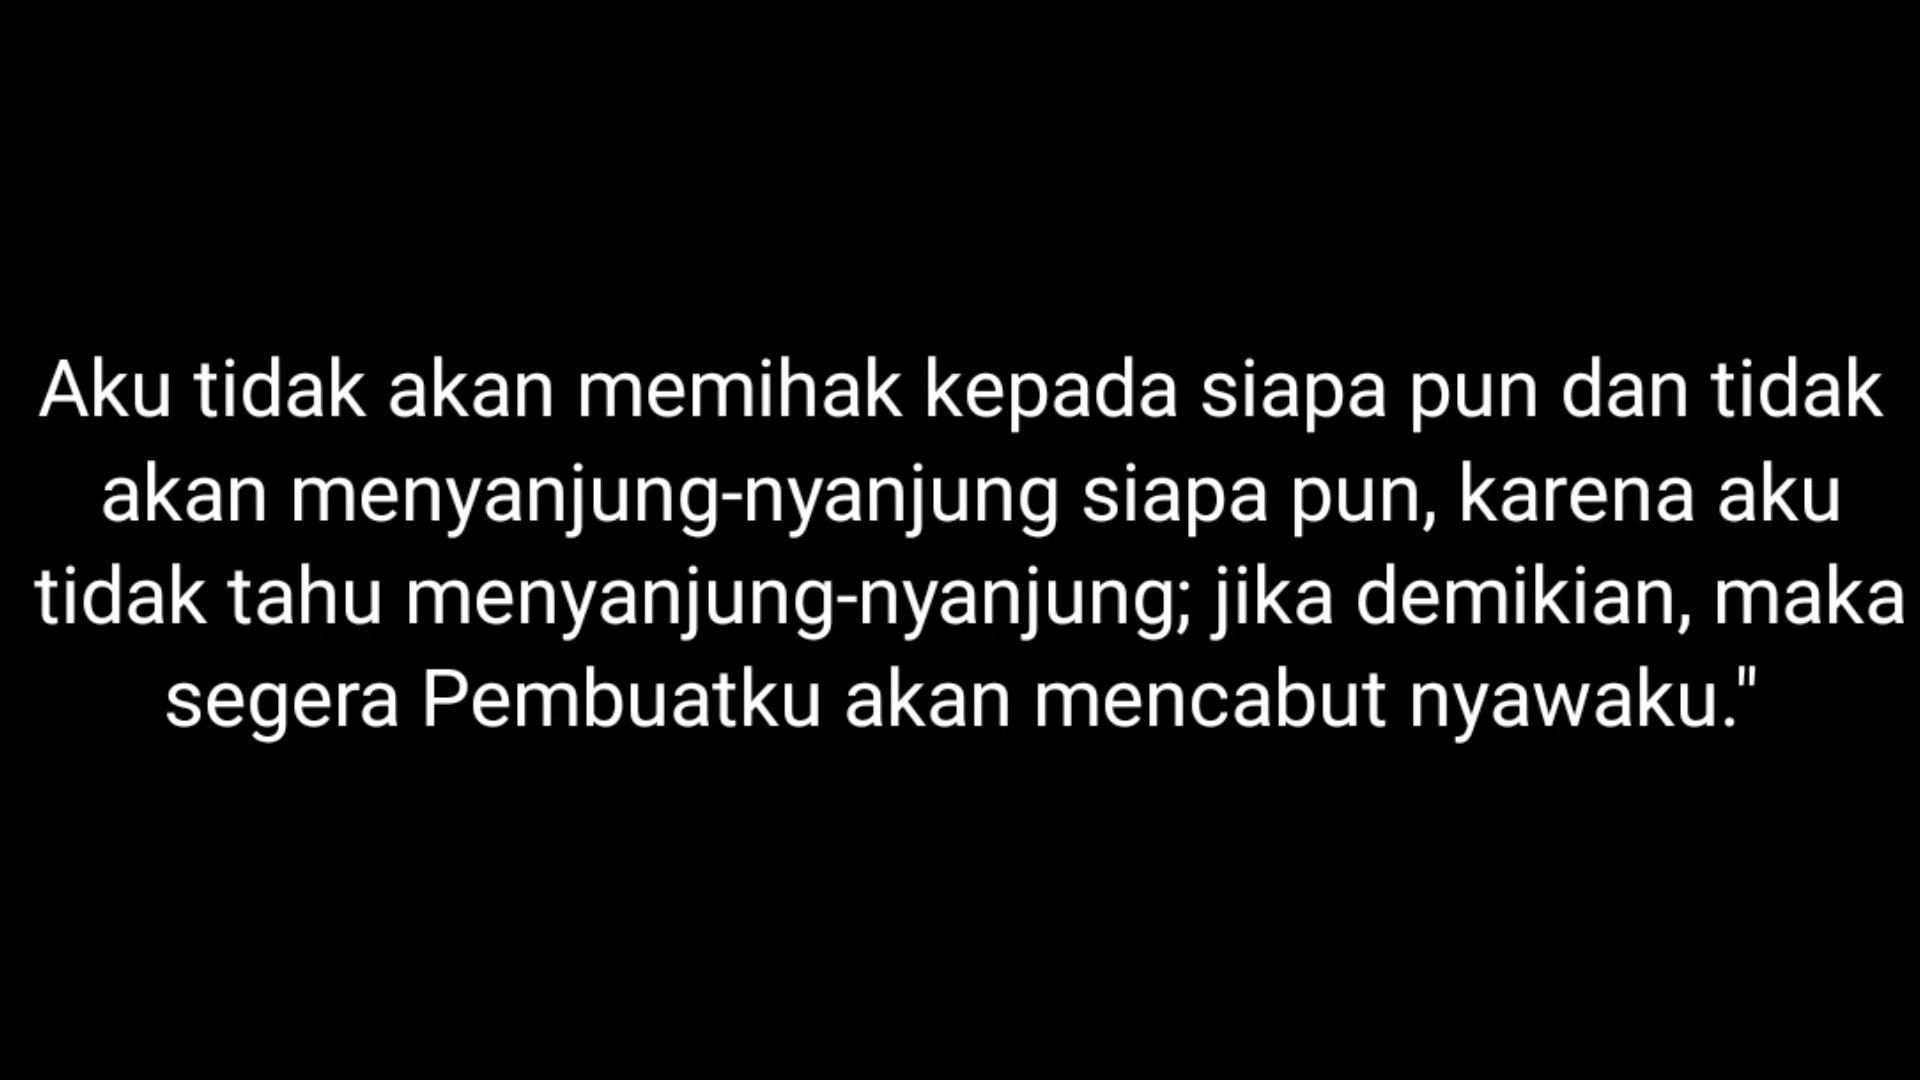 Aku tidak akan memihak kepada siapa pun dan tidak
akan menyanjung-nyanjung siapa pun, karena aku
tidak tahu menyanjung-nyanjung; jika demikian, maka
segera Pembuatku akan mencabut nyawaku."